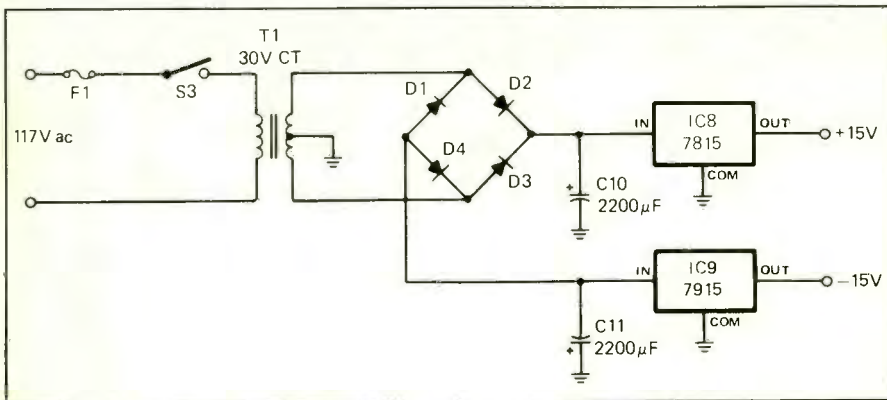 T1
30V CT
F1
S3
117V ac
D1
D2
D4
D3
IN
IC8
7815
OUT
COM
+15V
+
C10
2200µF
IN
IC9
7915
OUT
COM
−15V
C11
+
2200µF